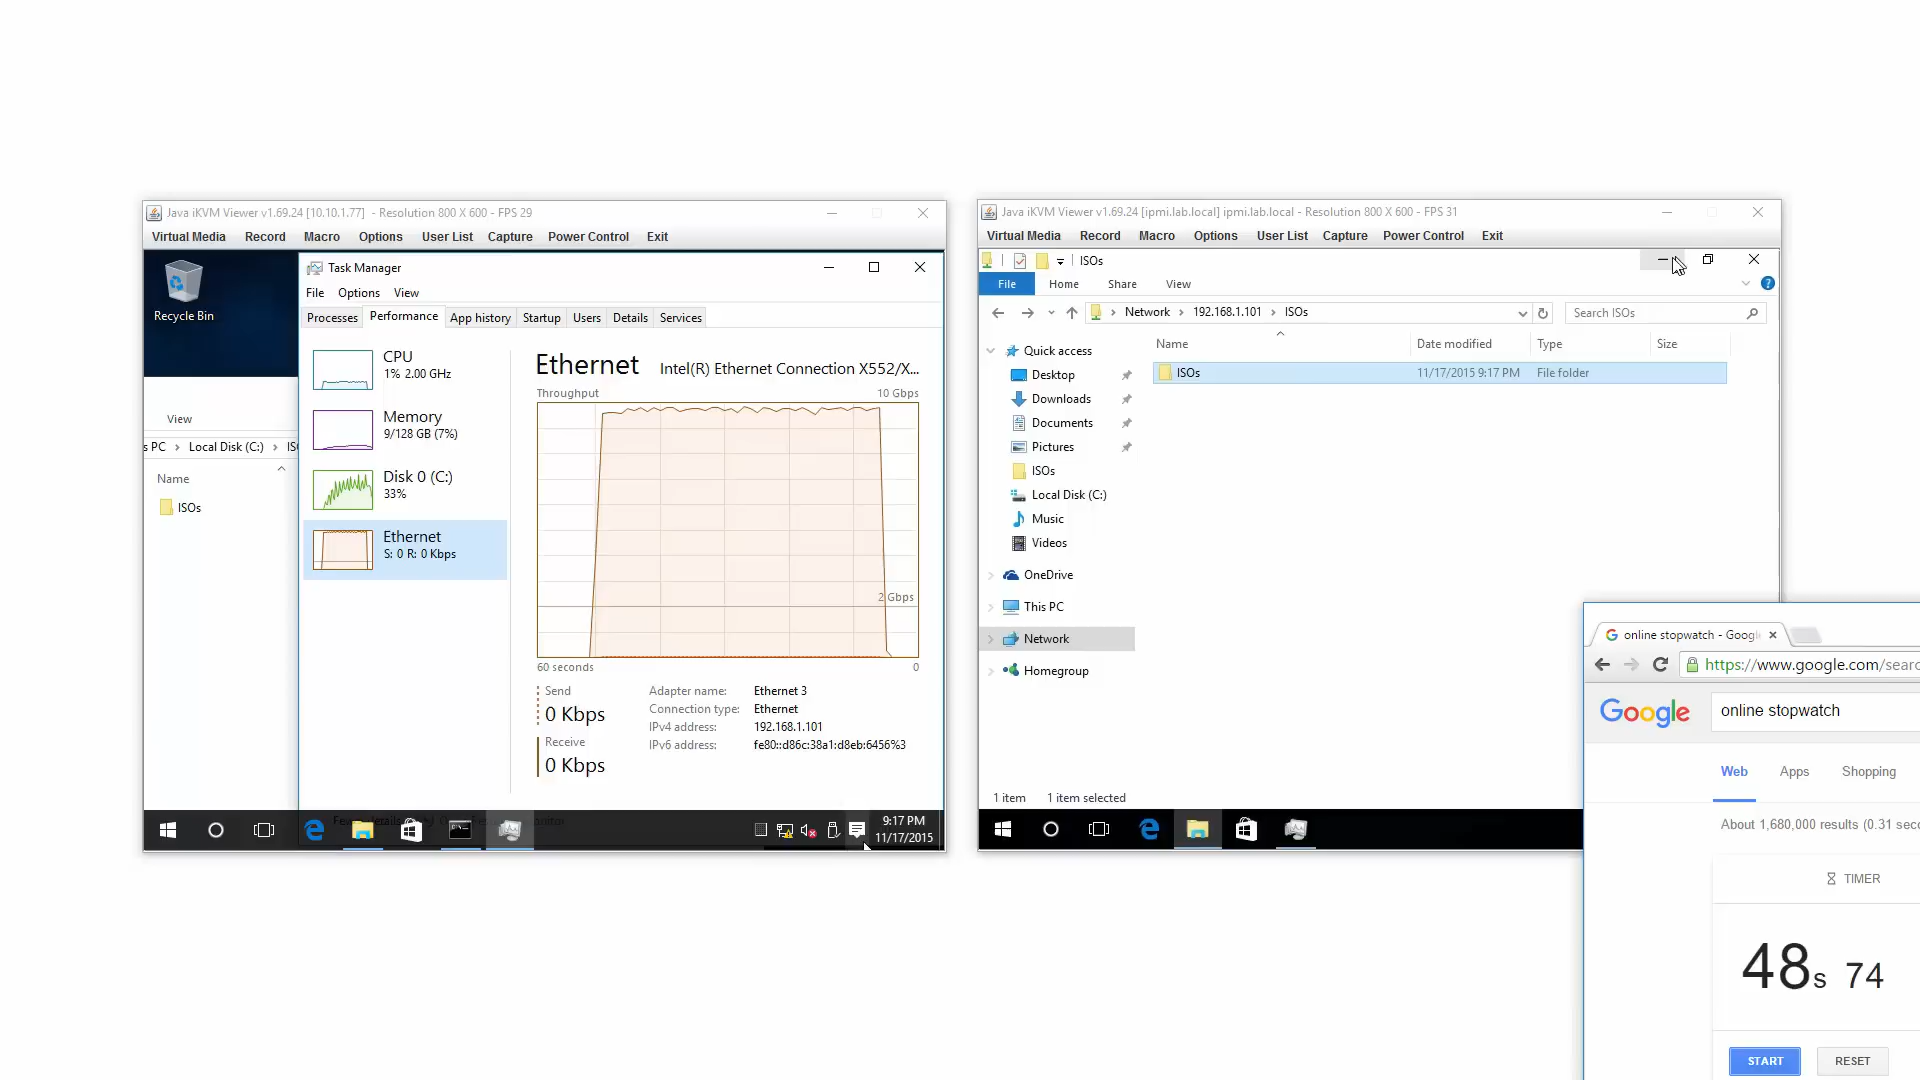 Java iKVM Viewer v1.69.24 [10.10.1.77] - Resolution 800 X 600 - FPS 29
Virtual Media Record Macro Options User List Capture Power Control Exit
Recycle Bin
View
s PC > Local Disk (C:) >
Name
ISOs
Task Manager
File Options View
Processes Performance App history Startup Users Details Services
CPU
1% 2.00 GHz
Memory
9/128 GB (7%)
Disk 0 (C:)
33%
Ethernet
S: 0 R: 0 Kbps
Ethernet Intel(R) Ethernet Connection X552/X...
Throughput 10 Gbps
2 Gbps
60 seconds 0
Send
0 Kbps
Receive
0 Kbps
Adapter name: Ethernet 3
Connection type: Ethernet
IPv4 address: 192.168.1.101
IPv6 address: fe80::d86c:38a1:d8eb:6456%3
9:17 PM
11/17/2015
Java iKVM Viewer v1.69.24 [ipmi.lab.local] ipmi.lab.local - Resolution 800 X 600 - FPS 31
Virtual Media Record Macro Options User List Capture Power Control Exit
ISOs
File Home Share View
Network > 192.168.1.101 > ISOs
Search ISOs
Name Date modified Type Size
ISOs 11/17/2015 9:17 PM File folder
Quick access
Desktop
Downloads
Documents
Pictures
ISOs
Local Disk (C:)
Music
Videos
OneDrive
This PC
Network
Homegroup
1 item 1 item selected
online stopwatch - Googl
https://www.google.com/searc
Google
online stopwatch
Web Apps Shopping
About 1,680,000 results (0.31 seco
TIMER
48s 74
START RESET